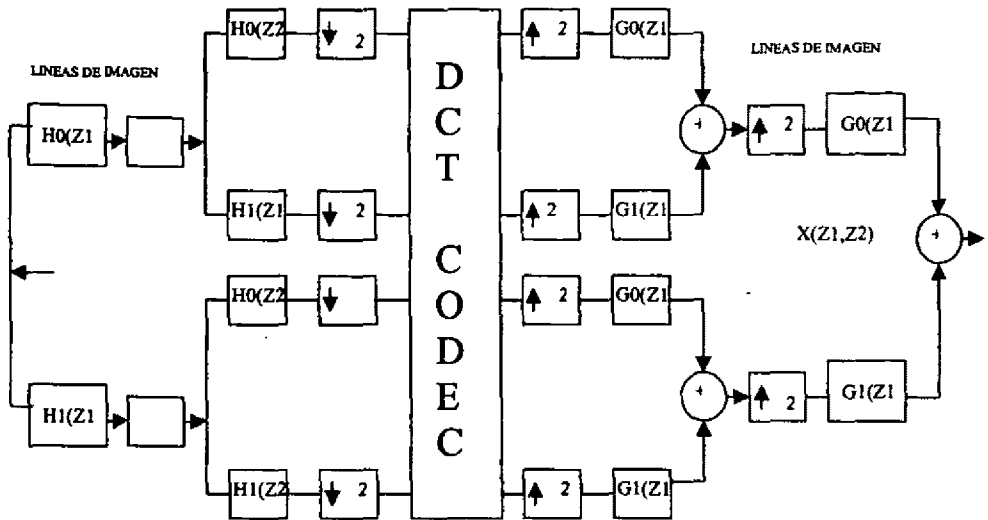 H0(Z2
2
2
G0(Z1
LINEAS DE IMAGEN
LINEAS DE IMAGEN
H0(Z1
+
2
G0(Z1
H1(Z1
2
2
G1(Z1
X(Z1,Z2)
+
DCT CODEC
H0(Z2
2
G0(Z1
H1(Z1
+
2
G1(Z1
H1(Z2
2
2
G1(Z1